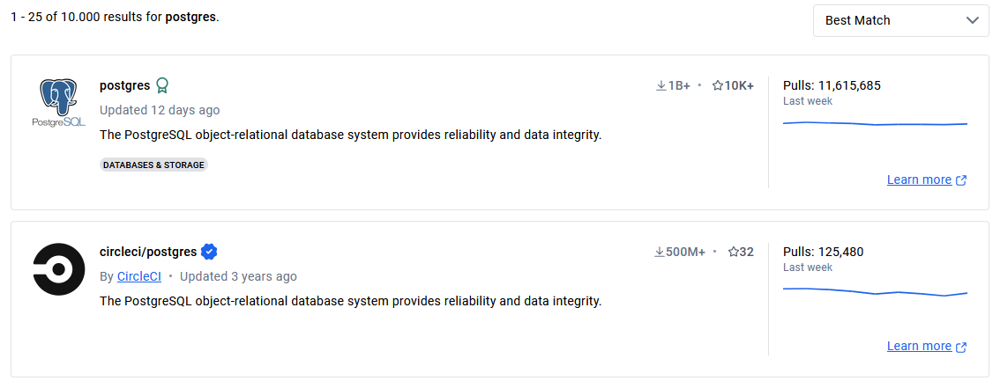 1 - 25 of 10.000 results for postgres.
Best Match
PostgreSQL
postgres
1B+ • 10K+
Updated 12 days ago
The PostgreSQL object-relational database system provides reliability and data integrity.
DATABASES & STORAGE
Pulls: 11,615,685
Last week
Learn more
circleci/postgres
500M+ • 32
By CircleCI • Updated 3 years ago
The PostgreSQL object-relational database system provides reliability and data integrity.
Pulls: 125,480
Last week
Learn more